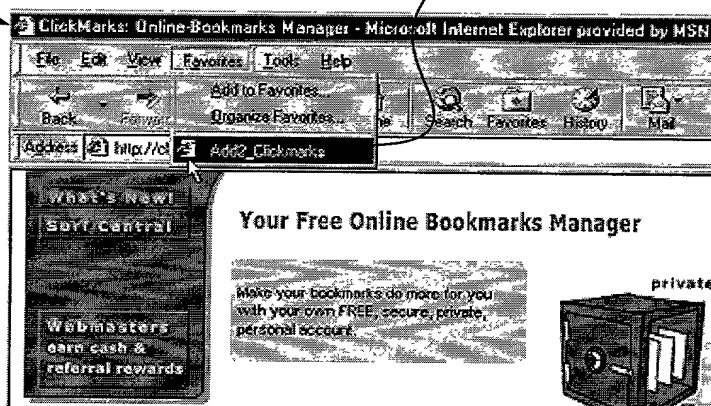 ClickMarks: Online Bookmarks Manager - Microsoft Internet Explorer provided by MSN
File Edit View Favorites Tools Help
Add to Favorites...
Organize Favorites...
Back Forward Search Favorites History Mail
Address http://cl
Add2_Clickmarks
What's New!
Surf Central
Your Free Online Bookmarks Manager
private
Make your bookmarks do more for you
with your own FREE, secure, private,
personal account.
Webmasters
earn cash &
referral rewards